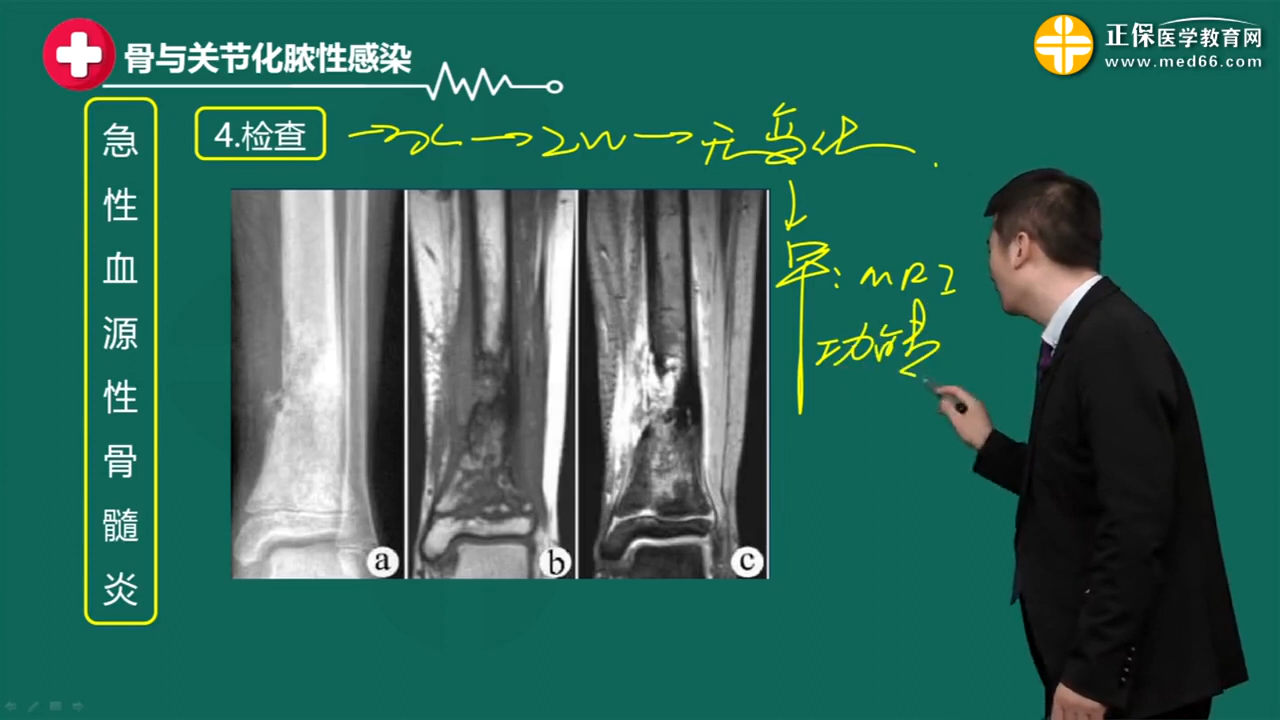 骨与关节化脓性感染
正保医学教育网
www.med66.com
急性血源性骨髓炎
4.检查
→ 2W → 无变化
↓
早:MRI
功能
a
b
c